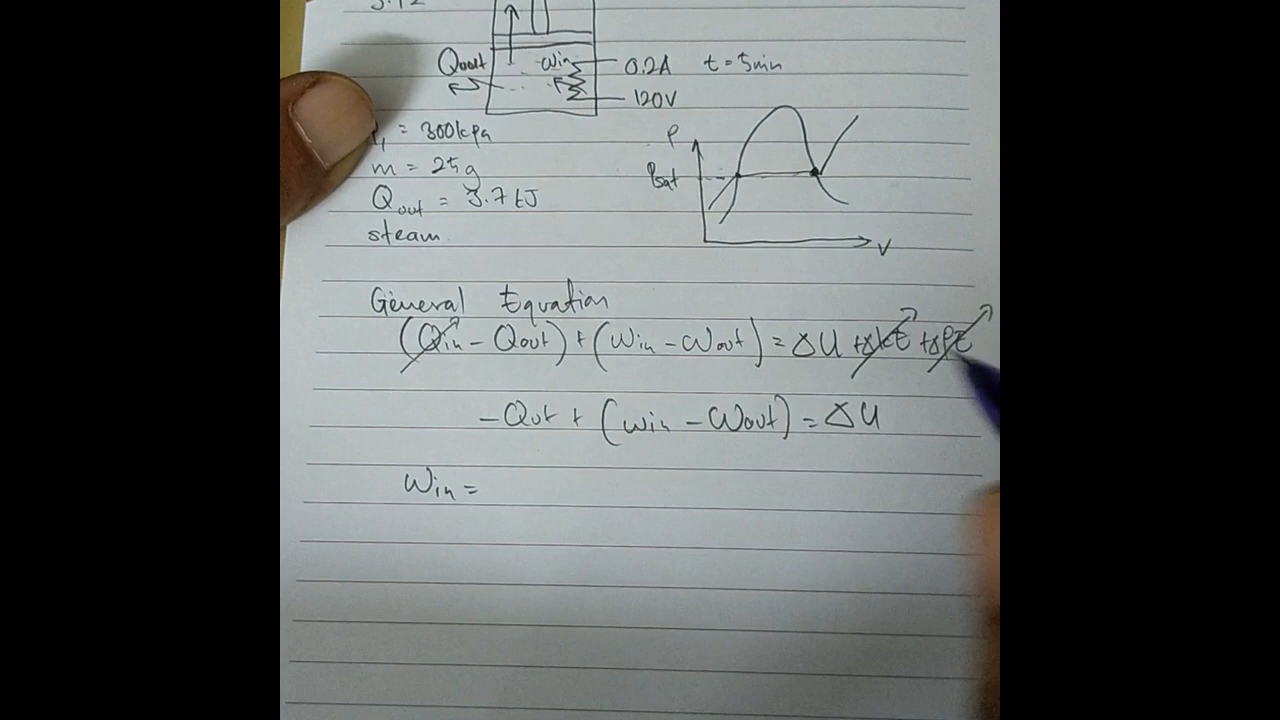 Qout Win 0.2A t = 5min
120V
= 300kpa
m = 25g
Qout = 3.7 kJ
steam.
P
Psat
V
General Equation
(Qin - Qout) + (Win - Wout) = ΔU + ΔKE + ΔPE
- Qout + (Win - Wout) = ΔU
Win =